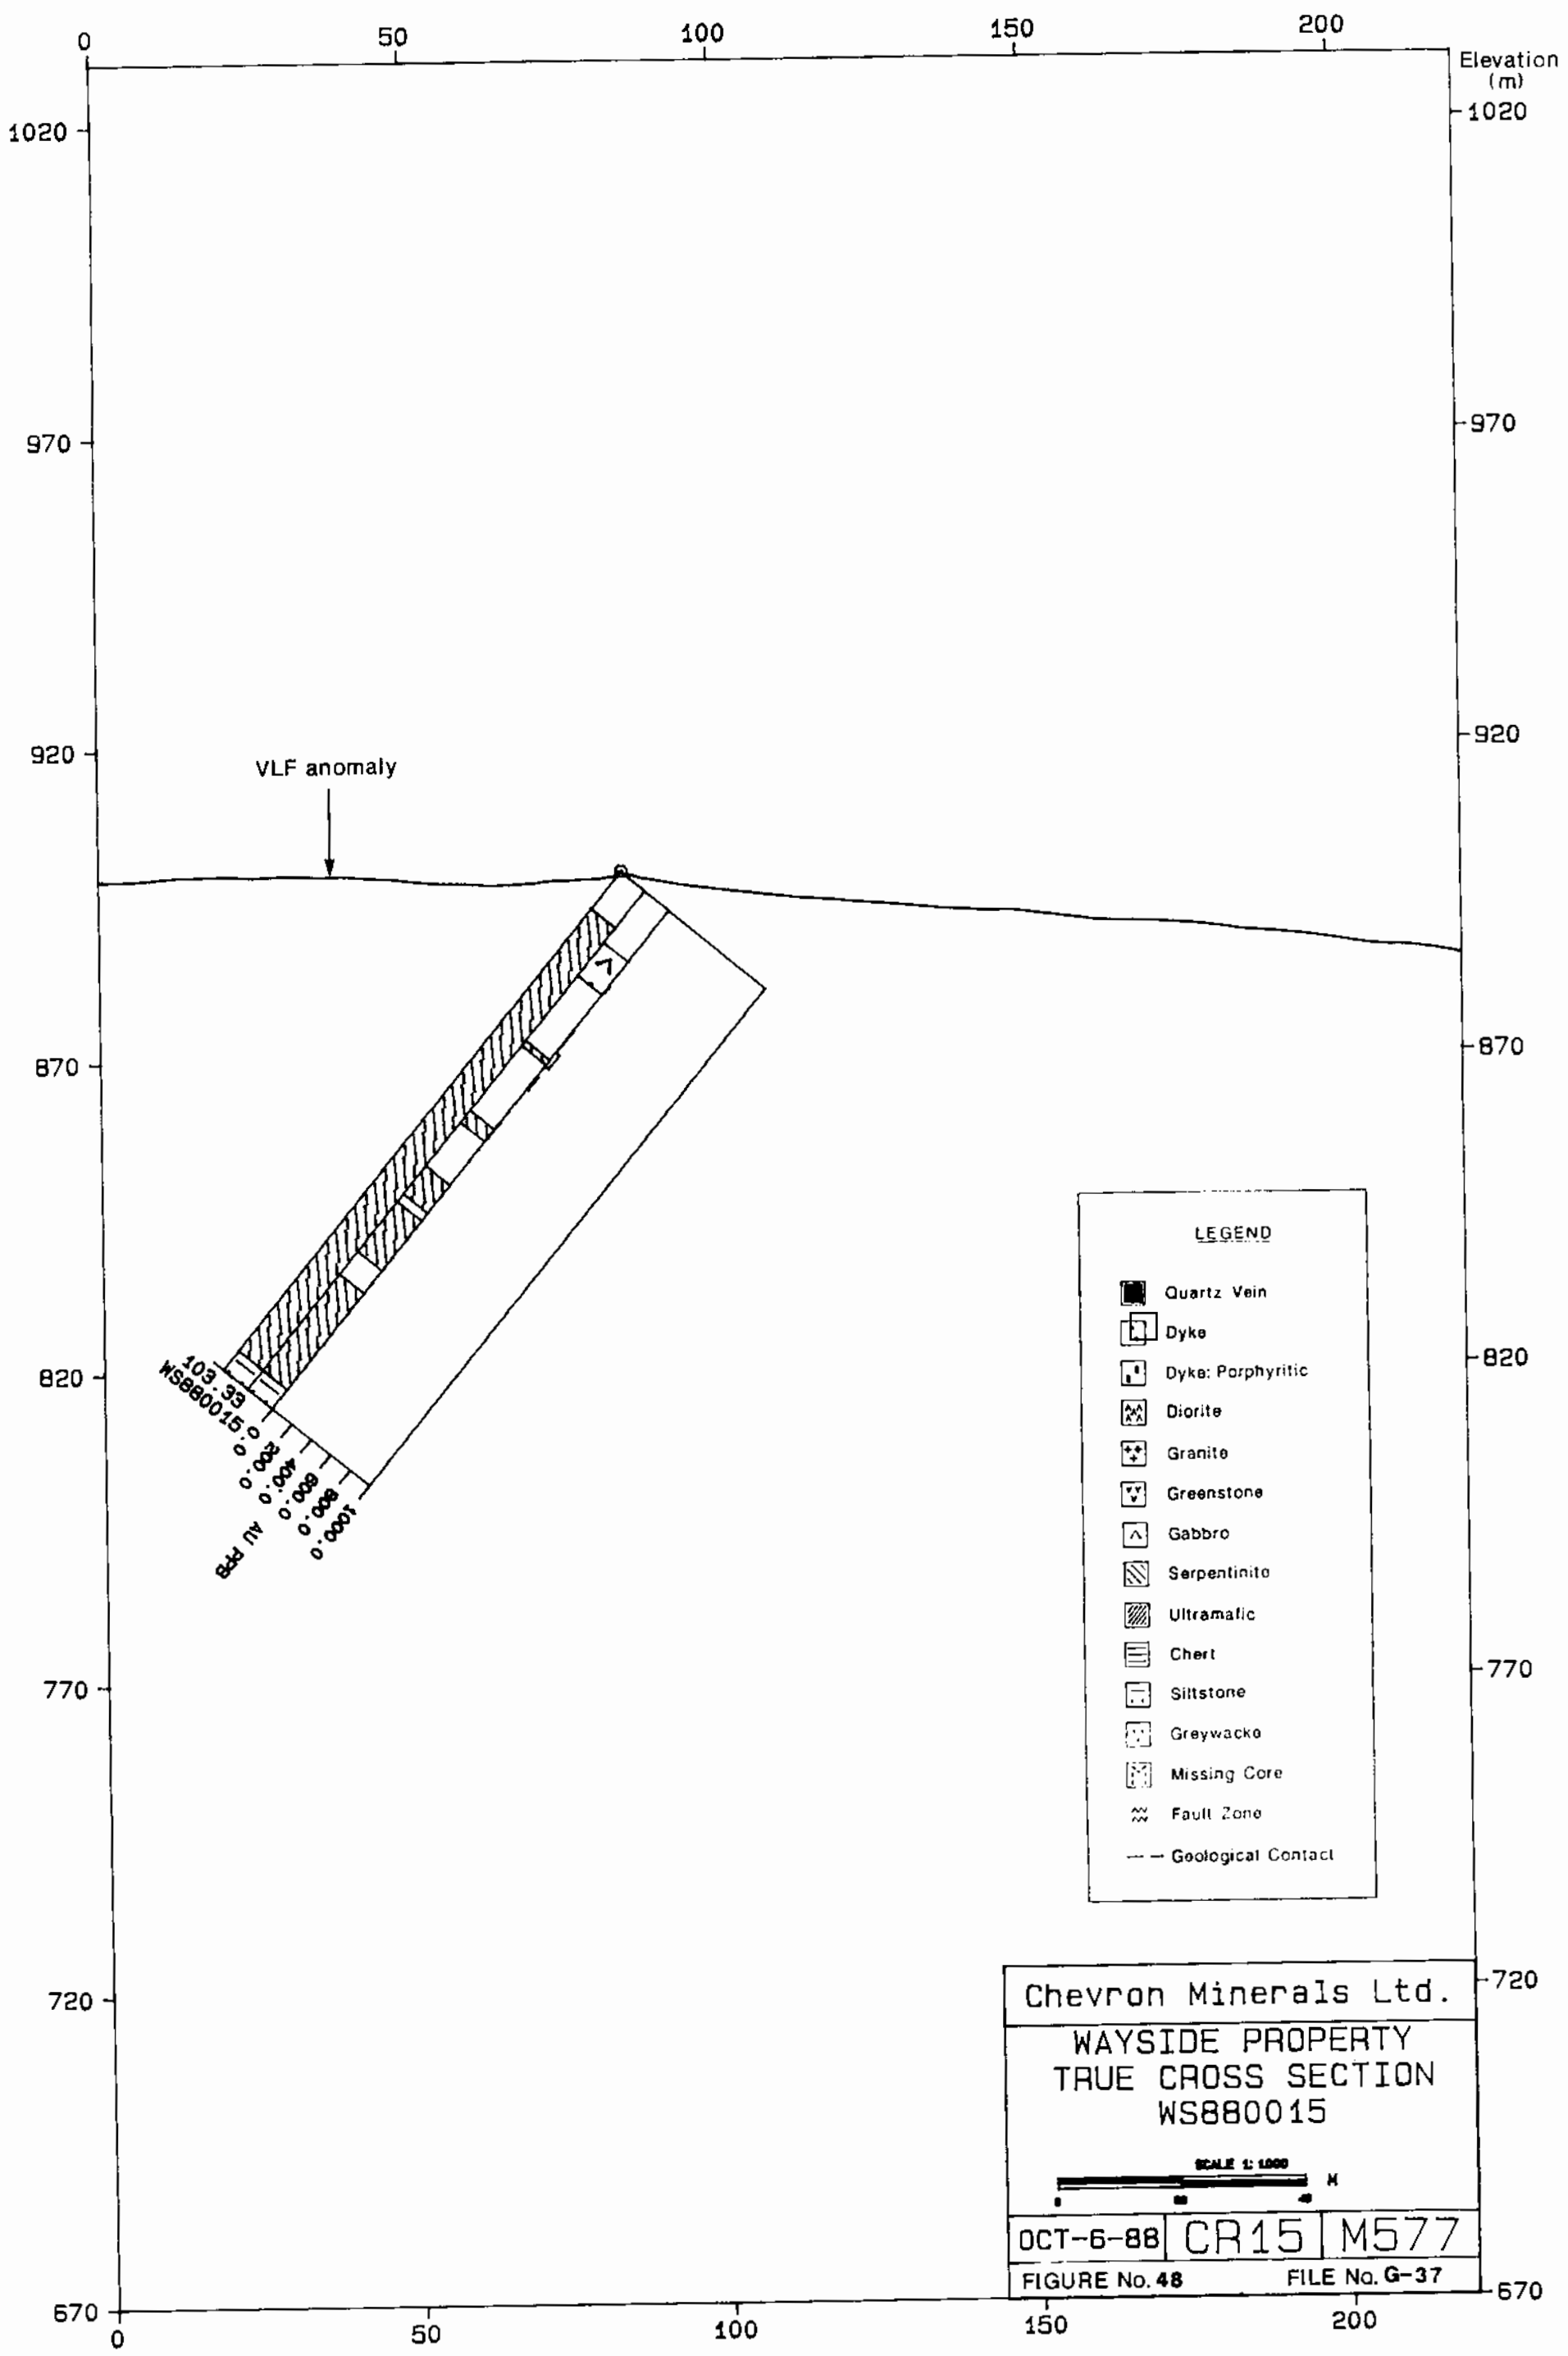 0 50 100 150 200
Elevation
(m)
1020 1020
970 970
920 920
VLF anomaly
870 870
820 820
103.33
WS880015
0.0
200.0
400.0
600.0
800.0
1000.0
AU PPB
LEGEND
Quartz Vein
Dyke
Dyke: Porphyritic
Diorite
Granite
Greenstone
Gabbro
Serpentinite
Ultramafic
Chert
Siltstone
Greywacke
Missing Core
Fault Zone
Geological Contact
770 770
720 720
Chevron Minerals Ltd.
WAYSIDE PROPERTY
TRUE CROSS SECTION
WS880015
SCALE 1: 1000
M
OCT-6-88 CR15 M577
FIGURE No. 48 FILE No. G-37
670 670
0 50 100 150 200